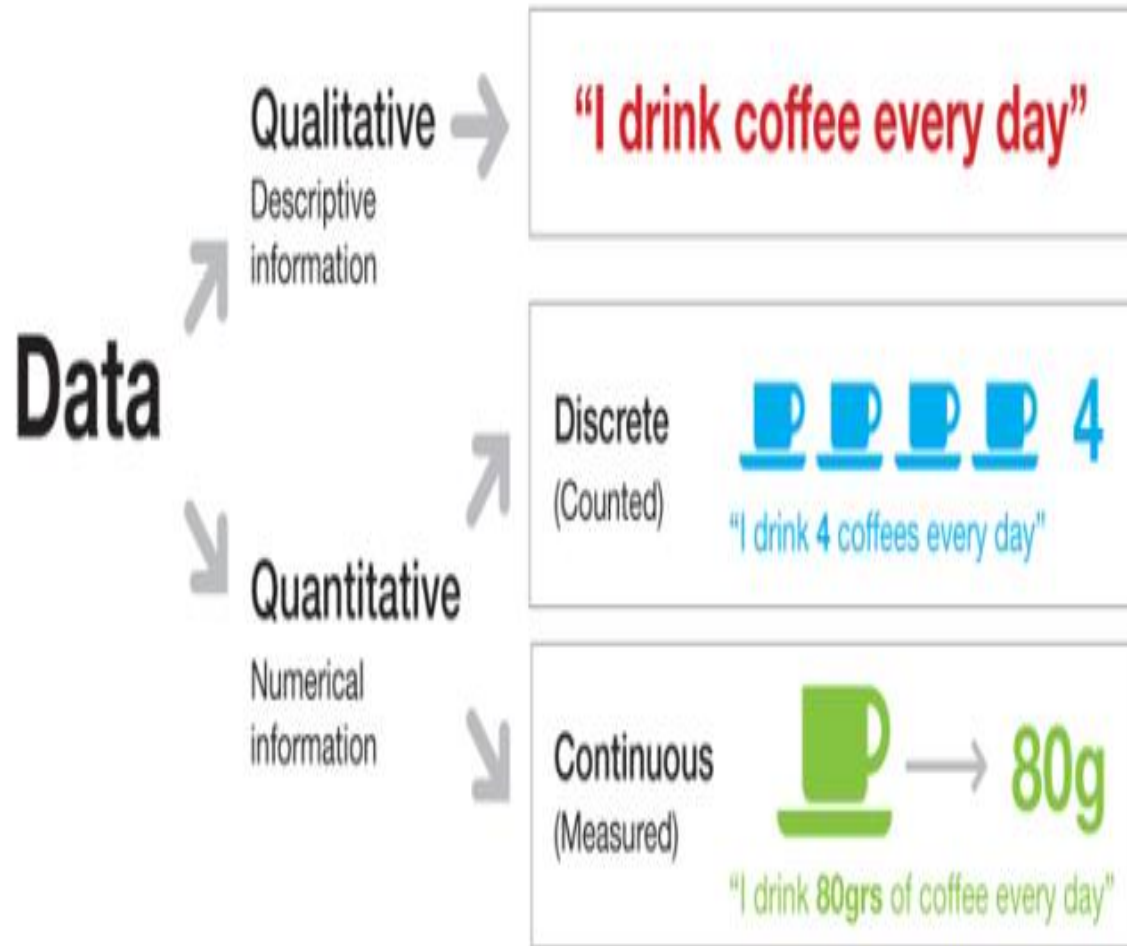 Data
Qualitative
Descriptive
information
“I drink coffee every day”
Quantitative
Numerical
information
Discrete
(Counted)
4
“I drink 4 coffees every day”
Continuous
(Measured)
80g
“I drink 80grs of coffee every day”